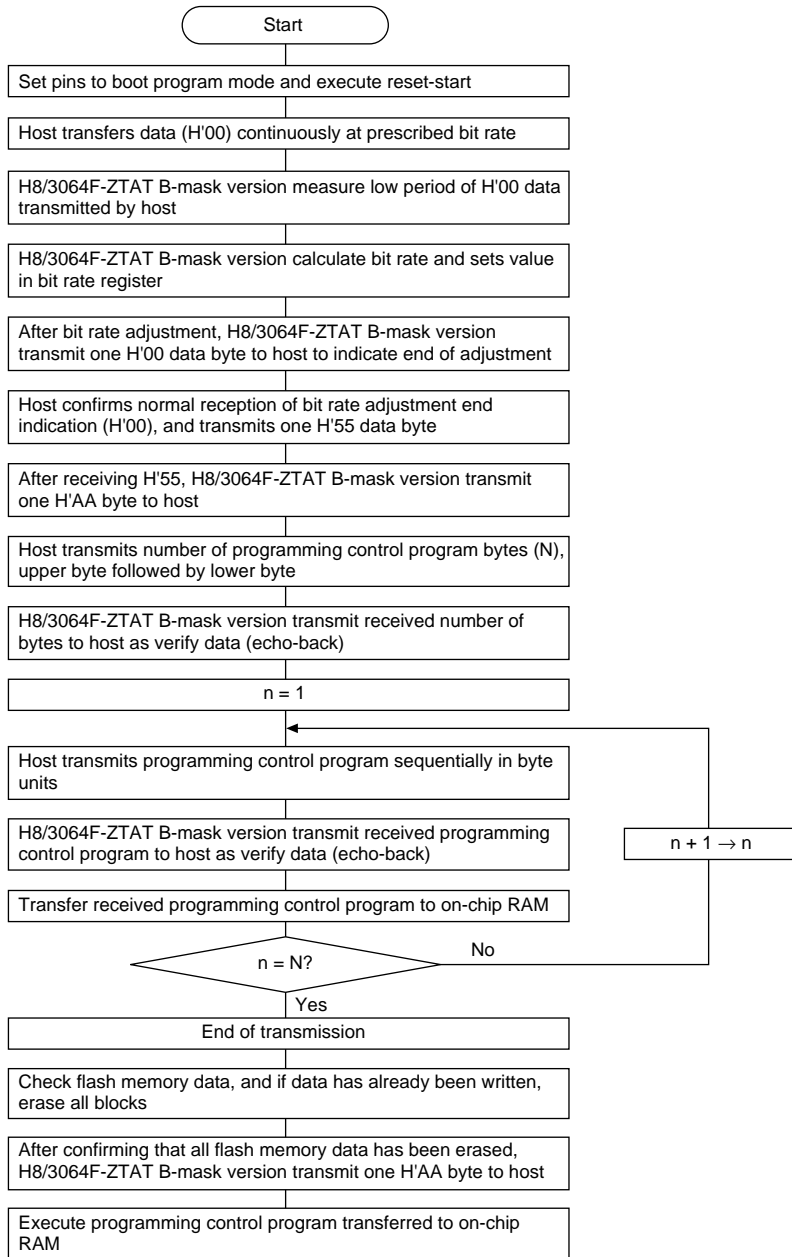 Start
Set pins to boot program mode and execute reset-start
Host transfers data (H'00) continuously at prescribed bit rate
H8/3064F-ZTAT B-mask version measure low period of H'00 data
transmitted by host
H8/3064F-ZTAT B-mask version calculate bit rate and sets value
in bit rate register
After bit rate adjustment, H8/3064F-ZTAT B-mask version
transmit one H'00 data byte to host to indicate end of adjustment
Host confirms normal reception of bit rate adjustment end
indication (H'00), and transmits one H'55 data byte
After receiving H'55, H8/3064F-ZTAT B-mask version transmit
one H'AA byte to host
Host transmits number of programming control program bytes (N),
upper byte followed by lower byte
H8/3064F-ZTAT B-mask version transmit received number of
bytes to host as verify data (echo-back)
n = 1
Host transmits programming control program sequentially in byte
units
H8/3064F-ZTAT B-mask version transmit received programming
control program to host as verify data (echo-back)
n + 1 → n
Transfer received programming control program to on-chip RAM
n = N?
No
Yes
End of transmission
Check flash memory data, and if data has already been written,
erase all blocks
After confirming that all flash memory data has been erased,
H8/3064F-ZTAT B-mask version transmit one H'AA byte to host
Execute programming control program transferred to on-chip
RAM